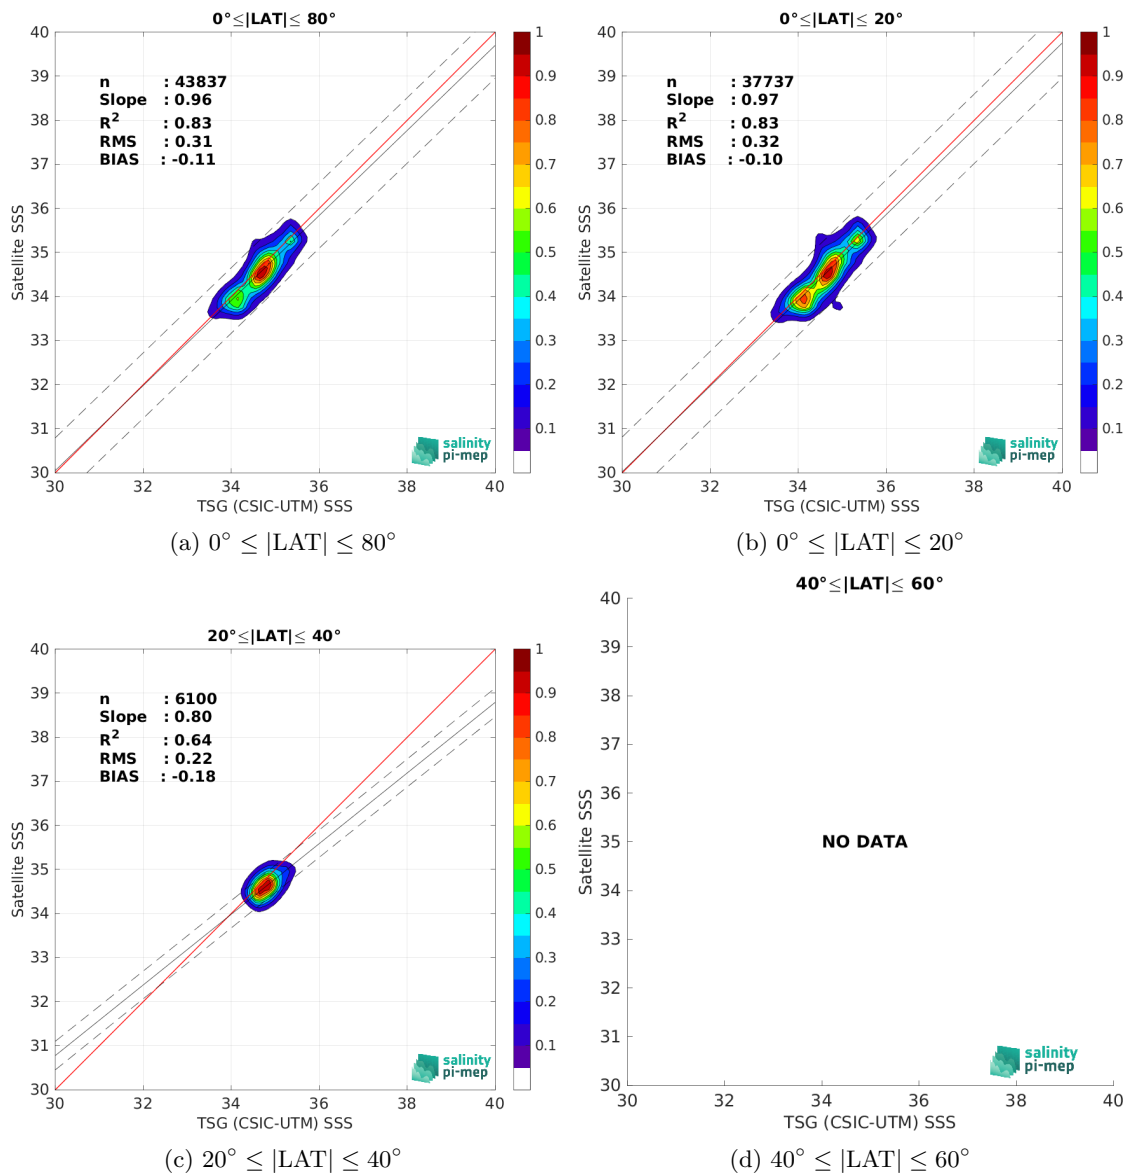 0°≤|LAT|≤ 80°
40
39
38
37
36
35
34
33
32
31
30
Satellite SSS
n : 43837
Slope : 0.96
R² : 0.83
RMS : 0.31
BIAS : -0.11
1
0.9
0.8
0.7
0.6
0.5
0.4
0.3
0.2
0.1
salinity
pi-mep
30 32 34 36 38 40
TSG (CSIC-UTM) SSS
(a) 0° ≤ |LAT| ≤ 80°
0°≤|LAT|≤ 20°
40
39
38
37
36
35
34
33
32
31
30
Satellite SSS
n : 37737
Slope : 0.97
R² : 0.83
RMS : 0.32
BIAS : -0.10
1
0.9
0.8
0.7
0.6
0.5
0.4
0.3
0.2
0.1
salinity
pi-mep
30 32 34 36 38 40
TSG (CSIC-UTM) SSS
(b) 0° ≤ |LAT| ≤ 20°
20°≤|LAT|≤ 40°
40
39
38
37
36
35
34
33
32
31
30
Satellite SSS
n : 6100
Slope : 0.80
R² : 0.64
RMS : 0.22
BIAS : -0.18
1
0.9
0.8
0.7
0.6
0.5
0.4
0.3
0.2
0.1
salinity
pi-mep
30 32 34 36 38 40
TSG (CSIC-UTM) SSS
(c) 20° ≤ |LAT| ≤ 40°
40°≤|LAT|≤ 60°
40
39
38
37
36
35
34
33
32
31
30
Satellite SSS
NO DATA
salinity
pi-mep
30 32 34 36 38 40
TSG (CSIC-UTM) SSS
(d) 40° ≤ |LAT| ≤ 60°